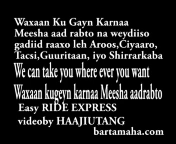 Waxaan Ku Gayn Karnaa
Meesha aad rabto na weydiiso
gadiid raaxo leh Aroos,Ciyaaro,
Tacsi,Guuritaan, iyo Shirrarkaba
We can take you where ever you want
Waxaan kugeyn karnaa Meesha aadrabto
Easy RIDE EXPRESS
videoby HAAJIUTANG
bartamaha.com